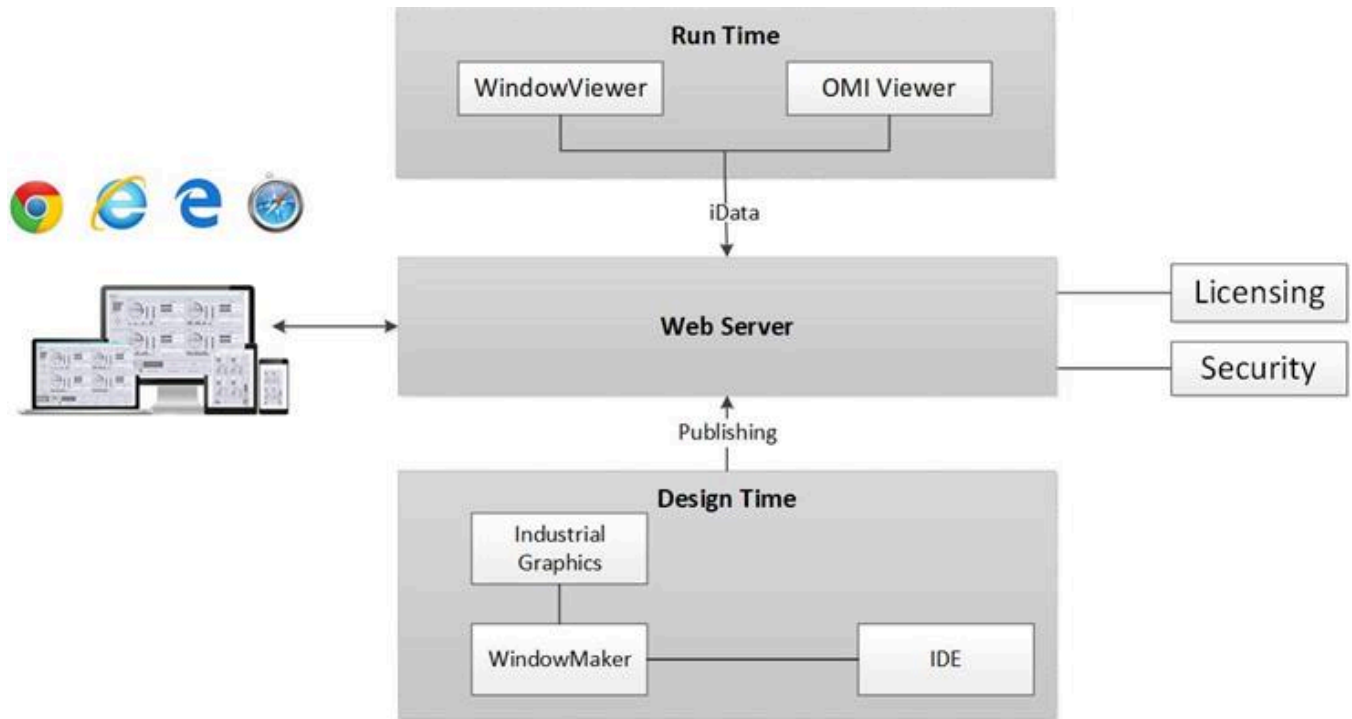 Run Time
WindowViewer
OMI Viewer
iData
Web Server
Licensing
Security
Publishing
Design Time
Industrial
Graphics
WindowMaker
IDE